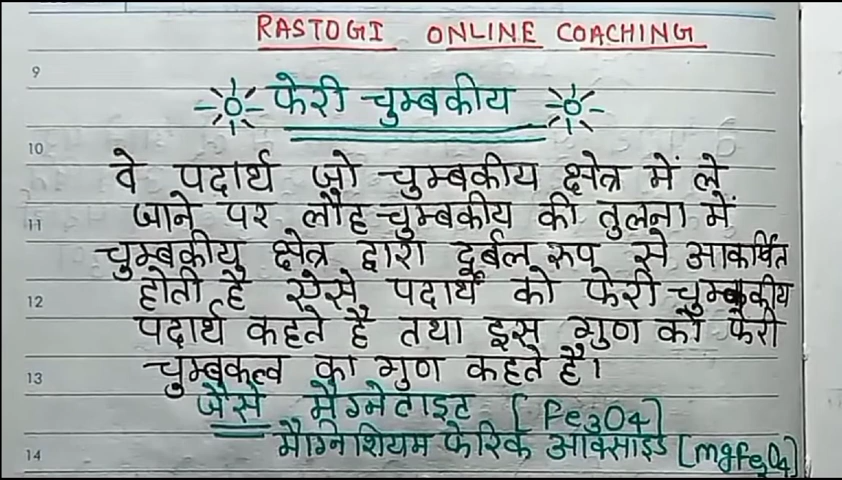 RASTOGI ONLINE COACHING
9
फेरी चुम्बकीय
10
वे पदार्थ जो चुम्बकीय क्षेत्र में ले
11 जाने पर लौह चुम्बकीय की तुलना में
चुम्बकीय क्षेत्र द्वारा दुर्बल रूप से आकर्षित
12 होती है ऐसे पदार्थ को फेरी चुम्बकीय
पदार्थ कहते है तथा इस गुण को फेरी
13 चुम्बकत्व का गुण कहते है।
जैसे मैग्नेटाइट [Fe3O4]
14 मैग्निशियम फेरिक आक्साइड [mgFe2O4]